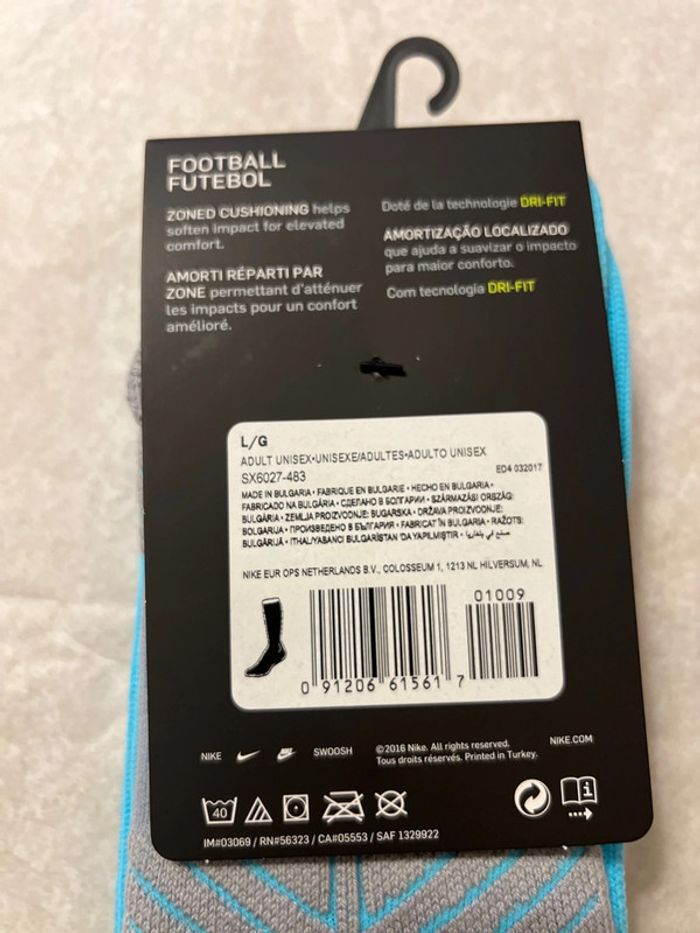 FOOTBALL
FUTEBOL
ZONED CUSHIONING helps
soften impact for elevated
comfort.
AMORTI RÉPARTI PAR
ZONE permettant d'atténuer
les impacts pour un confort
amélioré.
Doté de la technologie DRI-FIT
AMORTIZAÇÃO LOCALIZADO
que ajuda a suavizar o impacto
para maior conforto.
Com tecnologia DRI-FIT
L/G
ADULT UNISEX•UNISEXE/ADULTES•ADULTO UNISEX
SX6027-483
ED4 032017
MADE IN BULGARIA • FABRIQUE EN BULGARIE • HECHO EN BULGARIA •
FABRICADO NA BULGÁRIA • СДЕЛАНО В БОЛГАРИИ • SZÁRMAZÁSI ORSZÁG:
BULGÁRIA • ZEMLJA PROIZVODNJE: BUGARSKA • DRŽAVA PROIZVODNJE:
BOLGARIJA • ПРОИЗВЕДЕНО В БЪЛГАРИЯ • FABRICAT ÎN BULGARIA • RAŽOTS:
BULGĀRIJĀ • ITHAL/YABANCI BULGARİSTAN 'DA YAPILMIŞTIR • صنع في بلغاريا
NIKE EUR OPS NETHERLANDS B.V., COLOSSEUM 1, 1213 NL HILVERSUM, NL
01009
0 91206 61561 7
NIKE SWOOSH
©2016 Nike. All rights reserved.
Tous droits réservés. Printed in Turkey.
NIKE.COM
40
IM#03069 / RN#56323 / CA#05553 / SAF 1329922